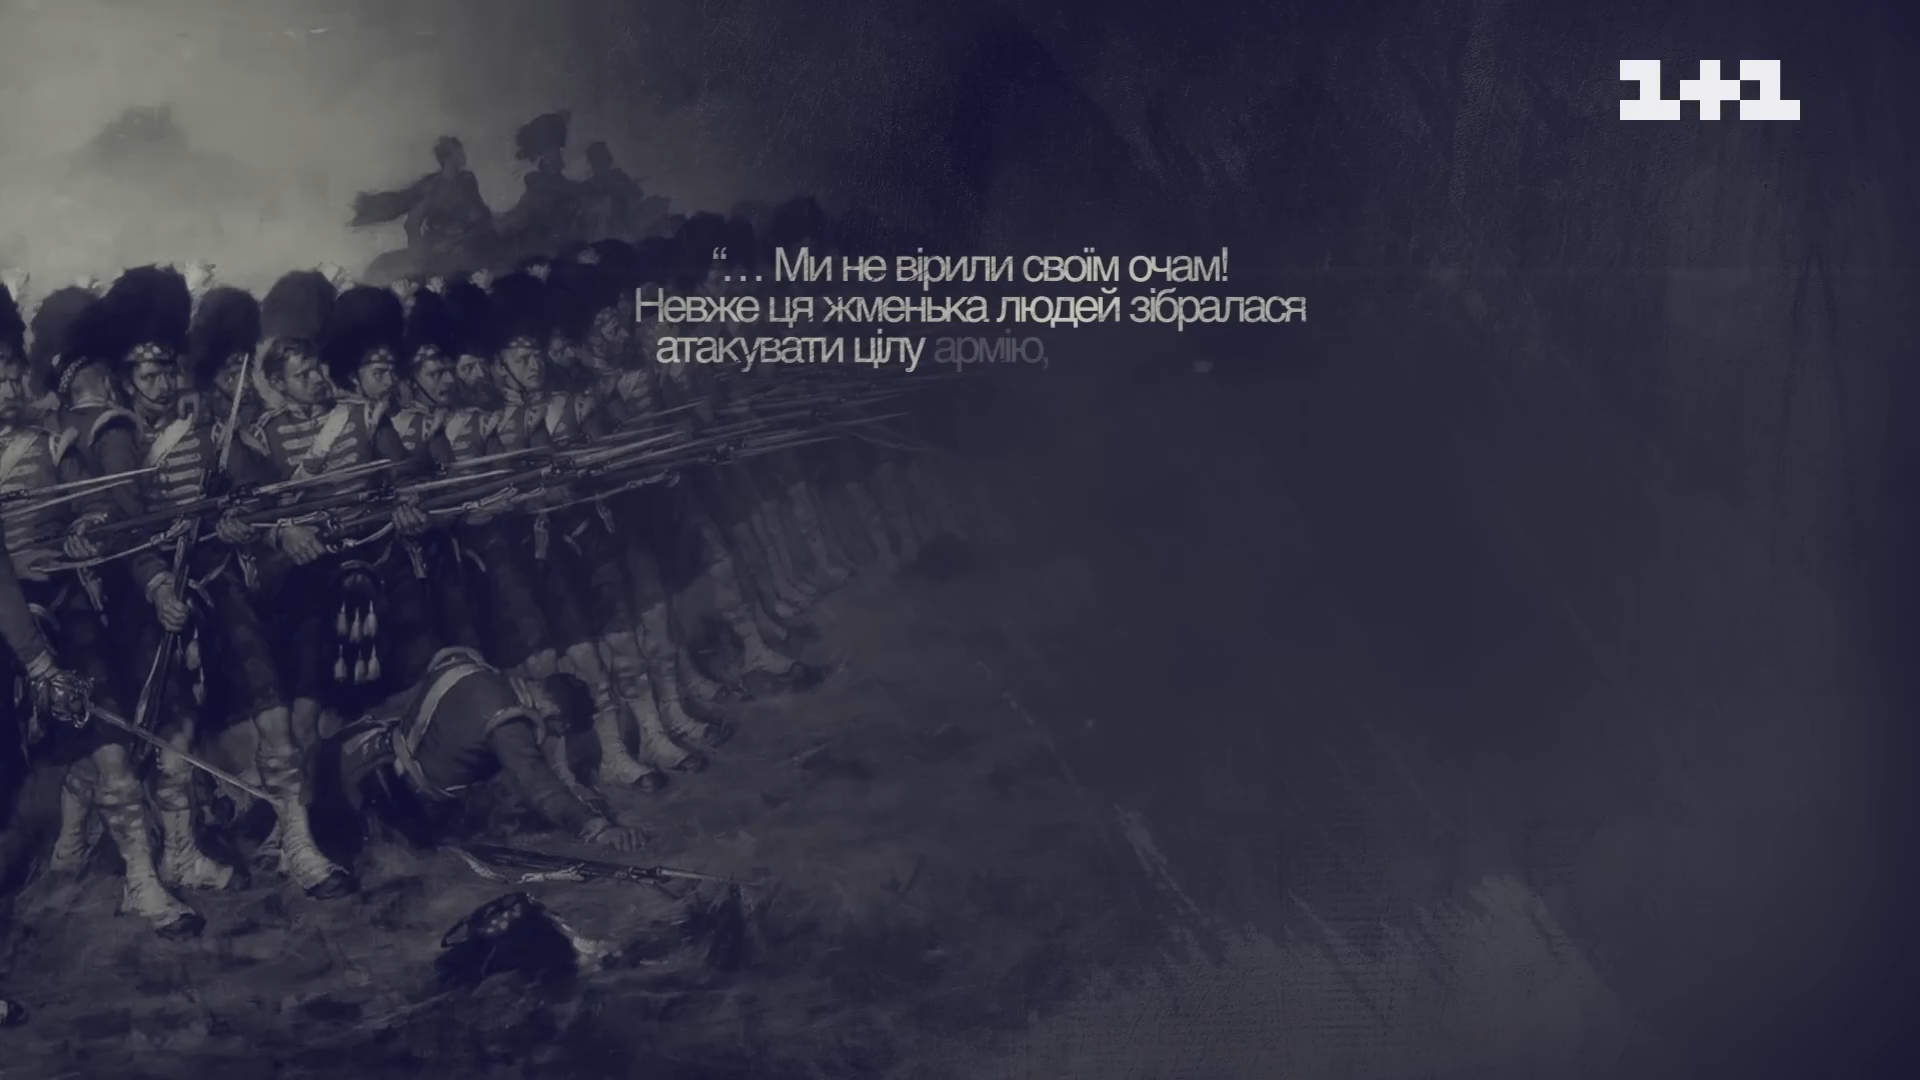 1+1
“… Ми не вірили своїм очам!
Невже ця жменька людей зібралася
атакувати цілу армію,